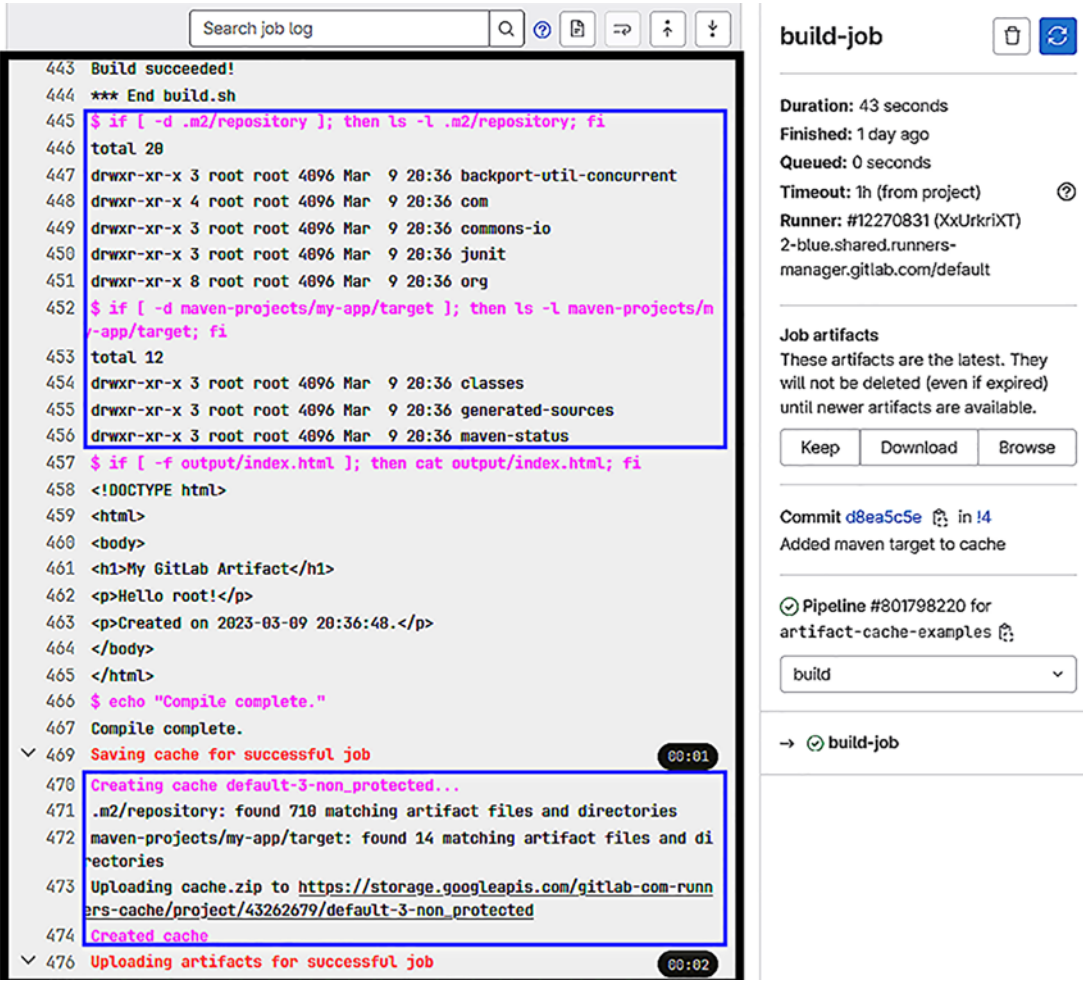 Search job log
443 Build succeeded!
444 *** End build.sh
445 $ if [ -d .m2/repository ]; then ls -l .m2/repository; fi
446 total 20
447 drwxr-xr-x 3 root root 4096 Mar  9 20:36 backport-util-concurrent
448 drwxr-xr-x 4 root root 4096 Mar  9 20:36 com
449 drwxr-xr-x 3 root root 4096 Mar  9 20:36 commons-io
450 drwxr-xr-x 3 root root 4096 Mar  9 20:36 junit
451 drwxr-xr-x 8 root root 4096 Mar  9 20:36 org
452 $ if [ -d maven-projects/my-app/target ]; then ls -l maven-projects/m
y-app/target; fi
453 total 12
454 drwxr-xr-x 3 root root 4096 Mar  9 20:36 classes
455 drwxr-xr-x 3 root root 4096 Mar  9 20:36 generated-sources
456 drwxr-xr-x 3 root root 4096 Mar  9 20:36 maven-status
457 $ if [ -f output/index.html ]; then cat output/index.html; fi
458 <!DOCTYPE html>
459 <html>
460 <body>
461 <h1>My GitLab Artifact</h1>
462 <p>Hello root!</p>
463 <p>Created on 2023-03-09 20:36:48.</p>
464 </body>
465 </html>
466 $ echo "Compile complete."
467 Compile complete.
469 Saving cache for successful job 00:01
470 Creating cache default-3-non_protected...
471 .m2/repository: found 710 matching artifact files and directories
472 maven-projects/my-app/target: found 14 matching artifact files and di
rectories
473 Uploading cache.zip to https://storage.googleapis.com/gitlab-com-runn
ers-cache/project/43262679/default-3-non_protected
474 Created cache
476 Uploading artifacts for successful job 00:02
build-job
Duration: 43 seconds
Finished: 1 day ago
Queued: 0 seconds
Timeout: 1h (from project)
Runner: #12270831 (XxUrkriXT)
2-blue.shared.runners-
manager.gitlab.com/default
Job artifacts
These artifacts are the latest. They
will not be deleted (even if expired)
until newer artifacts are available.
Keep Download Browse
Commit d8ea5c5e in !4
Added maven target to cache
Pipeline #801798220 for
artifact-cache-examples
build
→ build-job